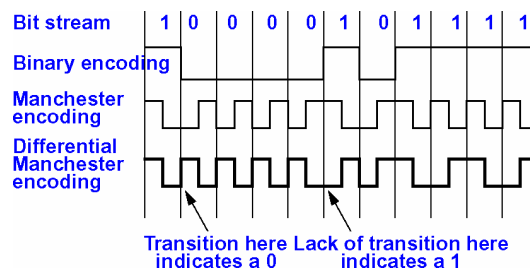 Bit stream 1 0 0 0 0 1 0 1 1 1 1
Binary encoding
Manchester
encoding
Differential
Manchester
encoding
Transition here
indicates a 0
Lack of transition here
indicates a 1